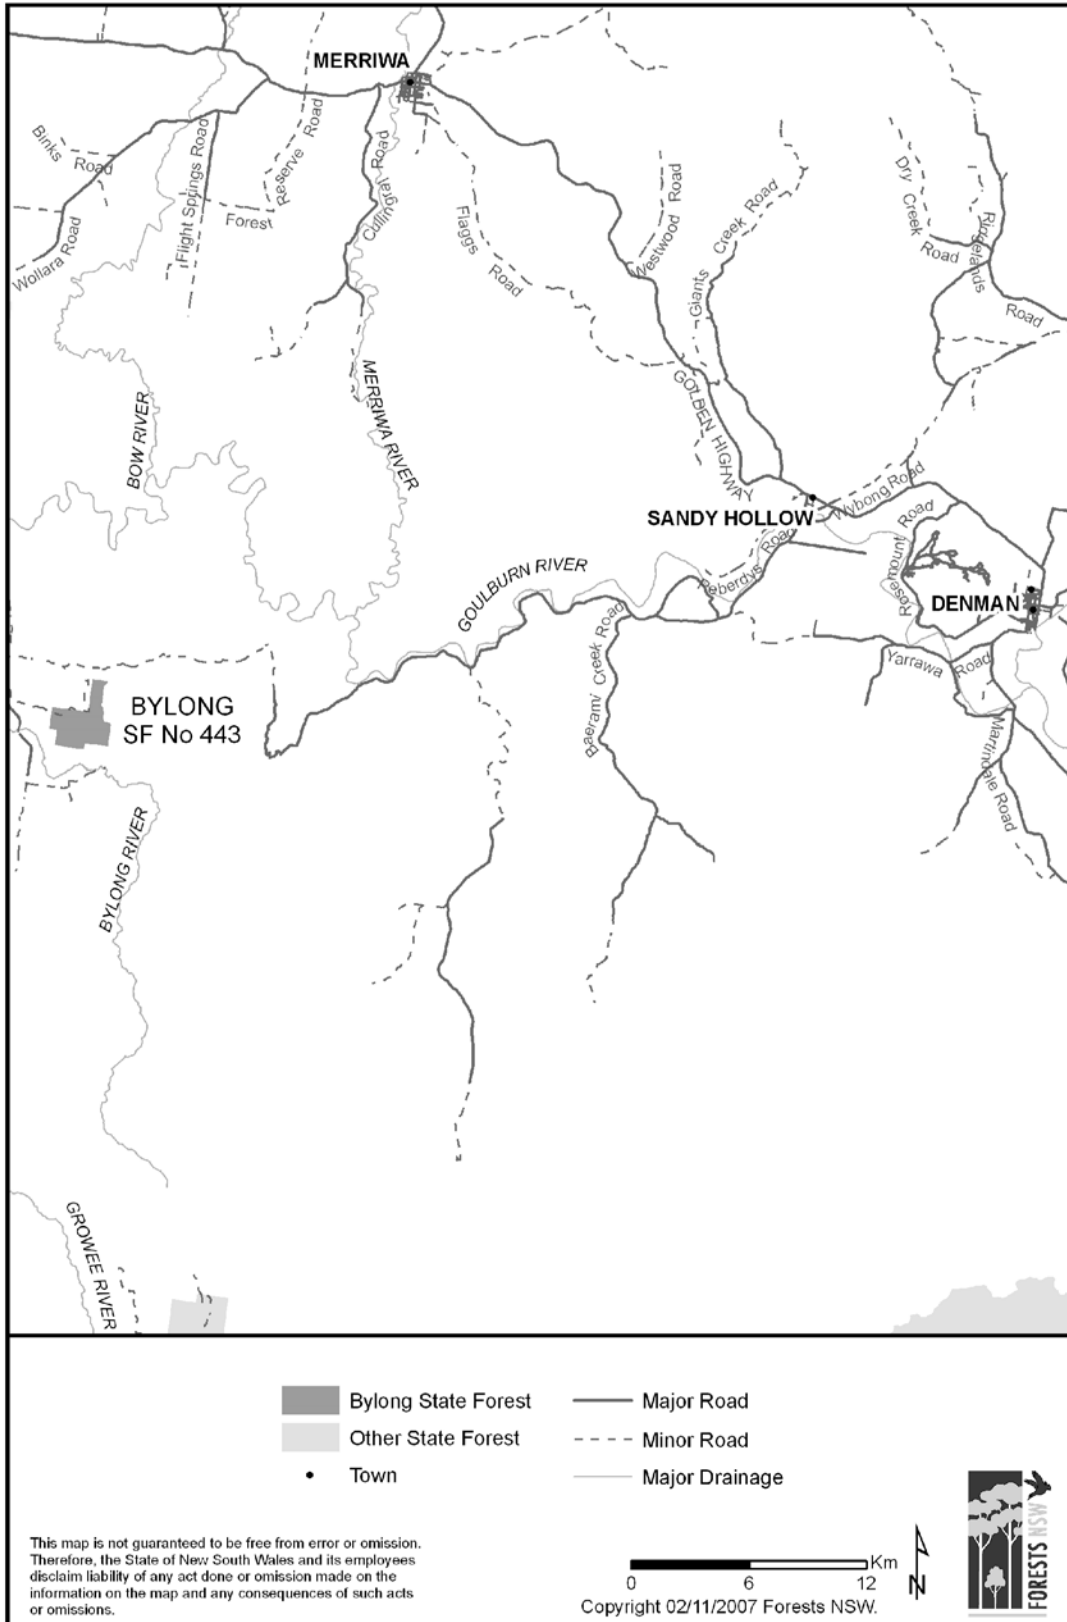 MERRIWA
Binks
Road
Wollara Road
Flight Springs Road
Forest
Reserve Road
Cullingral Road
Flaggs
Road
Westwood Road
Giants Creek Road
Dry Creek
Road
Ridgelands
Road
BOW RIVER
MERRIWA RIVER
GOLDEN HIGHWAY
SANDY HOLLOW
Wybong Road
Peberdys Road
Rosemount Road
DENMAN
GOULBURN RIVER
Baerami Creek Road
Yarrawa Road
Martindale Road
BYLONG
SF No 443
BYLONG RIVER
GROWEE RIVER
Bylong State Forest
Other State Forest
Town
Major Road
Minor Road
Major Drainage
This map is not guaranteed to be free from error or omission.
Therefore, the State of New South Wales and its employees
disclaim liability of any act done or omission made on the
information on the map and any consequences of such acts
or omissions.
Km
0 6 12
N
Copyright 02/11/2007 Forests NSW.
FORESTS NSW